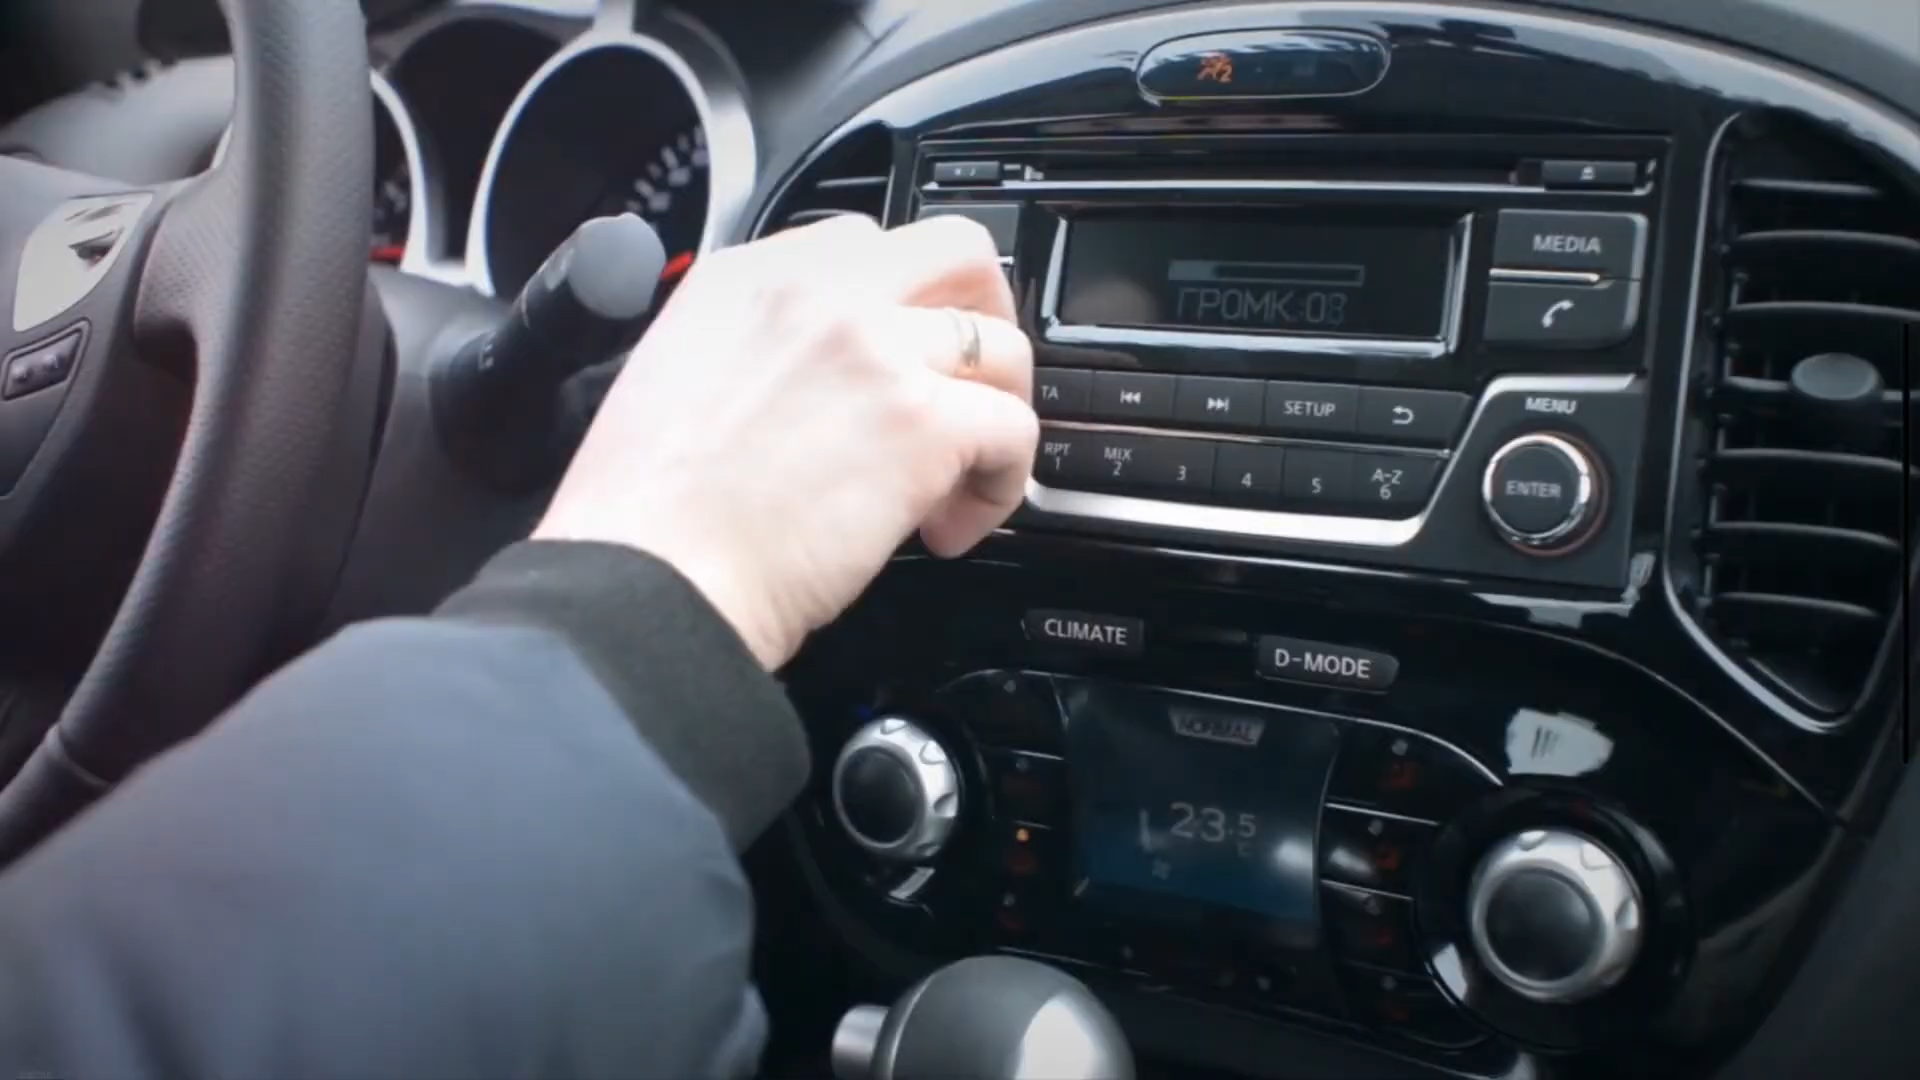 MEDIA
ГРОМК:08
TA
SETUP
MENU
RPT
1
MIX
2
3
4
5
A-Z
6
ENTER
CLIMATE
D-MODE
NORMAL
23.5